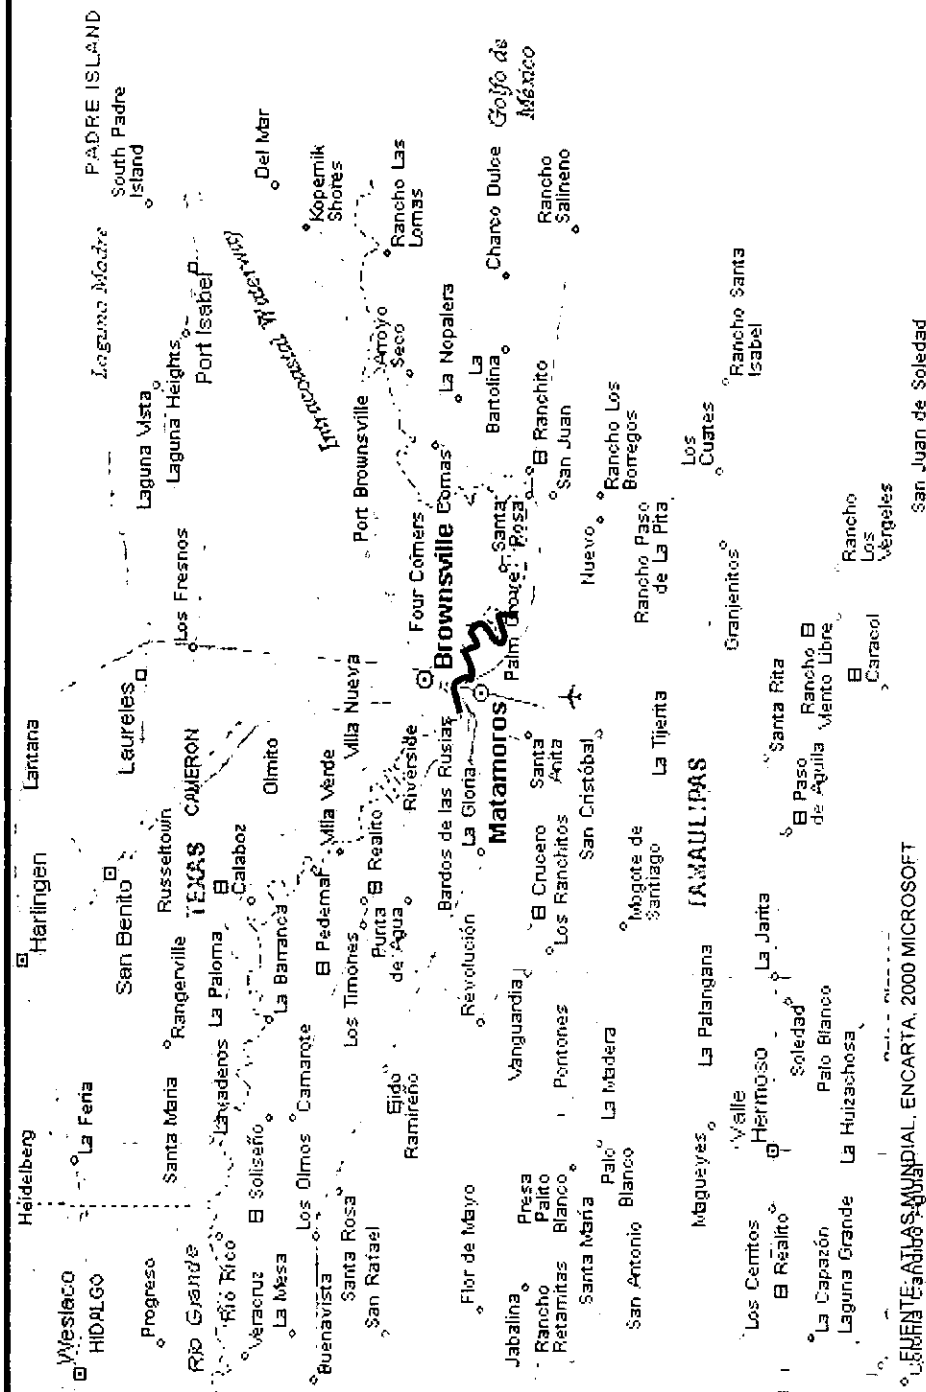 Heidelberg
Harlingen
Lantana
Weslaco
HIDALGO
La Feria
San Benito
Laureles
Laguna Madre
PADRE ISLAND
South Padre
Island
Progreso
Santa Maria
Rangerville
Russeltown
TEXAS
CAMERON
Los Fresnos
Laguna Vista
Laguna Heights
Port Isabel
Rio Grande
Rio Rico
Lavaderos
La Paloma
Calaboz
Veracruz
Soliseño
La Barranca
Olmito
Intracoastal Waterway
Del Mar
La Mesa
Los Olmos
Camarote
Pedernal
Villa Verde
Villa Nueva
Port Brownsville
Kopernik
Shores
Buenavista
Santa Rosa
San Rafael
Los Timones
Realito
Punta
de Agua
Riverside
Four Corners
Arroyo
Seco
Rancho Las
Lomas
Ejido
Ramireño
Bardos de las Rusias
Brownsville
Comas
La Nopalera
Flor de Mayo
Revolución
La Gloria
Matamoros
Palm Grove
Santa
Rosa
La
Bartolina
Charco Dulce
Golfo de
México
Jabalina
Presa
Palito
Blanco
Vanguardia
Crucero
Santa
Anita
Ranchito
San Juan
Rancho
Salineno
Rancho
Retamitas
Santa María
Pontones
Los Ranchitos
San Cristóbal
Nuevo
Rancho Los
Borregos
San Antonio
Palo
Blanco
La Madera
Mogote de
Santiago
La Tijerita
Rancho Paso
de La Pita
Magueyes
La Palangana
TAMAULIPAS
Los
Cuates
Granjenitos
Rancho Santa
Isabel
Los Cerritos
Realito
Valle
Hermoso
La Jarita
Soledad
Santa Rita
Paso
de Aguila
Rancho
Viento Libre
La Capazón
Palo Blanco
Laguna Grande
La Huizachosa
Caracol
Rancho
Los
Vergeles
San Juan de Soledad
FUENTE: ATLAS MUNDIAL, ENCARTA, 2000 MICROSOFT